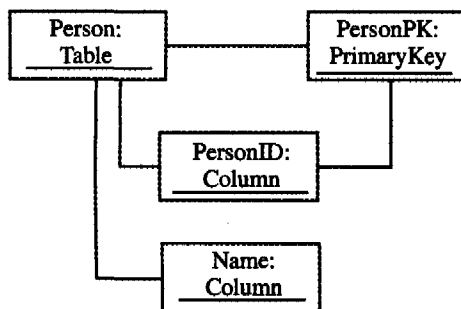 Person:
Table
PersonPK:
PrimaryKey
PersonID:
Column
Name:
Column